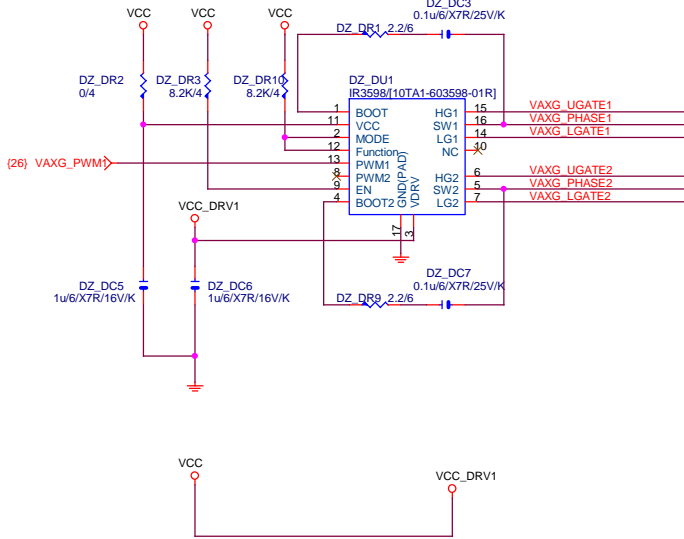 DZ_DC3
VCC VCC VCC 0.1u/6/X7R/25V/K
DZ_DR1 2.2/6
DZ_DR2 DZ_DR3 DZ_DR10 DZ_DU1
0/4 8.2K/4 8.2K/4 IR3598/[10TA1-603598-01R]
1 BOOT HG1 15 VAXG_UGATE1
11 VCC SW1 16 VAXG_PHASE1
2 MODE LG1 14 VAXG_LGATE1
12 Function NC 10
{26} VAXG_PWM1 13 PWM1
8 PWM2 HG2 6 VAXG_UGATE2
9 EN SW2 5 VAXG_PHASE2
4 BOOT2 LG2 7 VAXG_LGATE2
GND(PAD) VDRV
17 3
VCC_DRV1
DZ_DC5 DZ_DC6 DZ_DC7
1u/6/X7R/16V/K 1u/6/X7R/16V/K 0.1u/6/X7R/25V/K
DZ_DR9 2.2/6
VCC VCC_DRV1